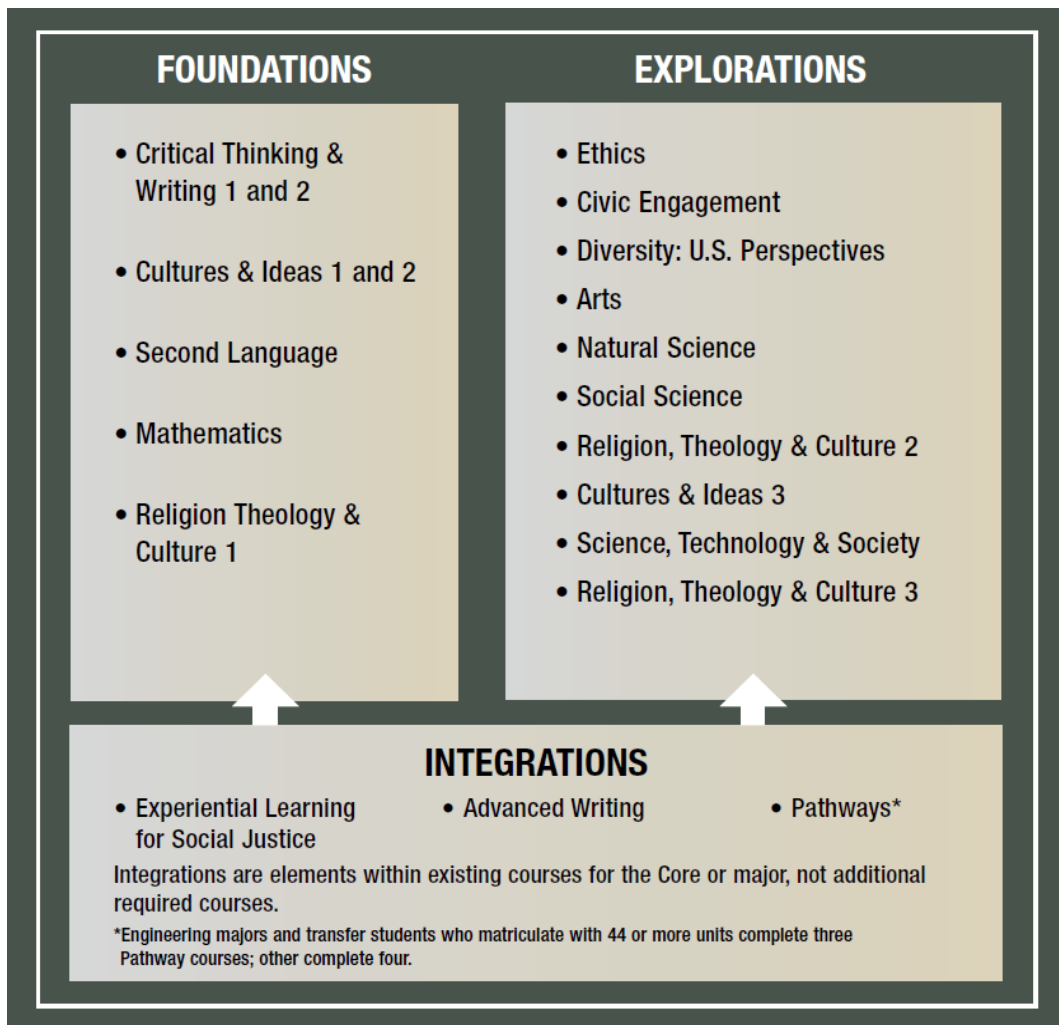 FOUNDATIONS
• Critical Thinking &
Writing 1 and 2
• Cultures & Ideas 1 and 2
• Second Language
• Mathematics
• Religion Theology &
Culture 1
EXPLORATIONS
• Ethics
• Civic Engagement
• Diversity: U.S. Perspectives
• Arts
• Natural Science
• Social Science
• Religion, Theology & Culture 2
• Cultures & Ideas 3
• Science, Technology & Society
• Religion, Theology & Culture 3
INTEGRATIONS
• Experiential Learning
for Social Justice
• Advanced Writing
• Pathways*
Integrations are elements within existing courses for the Core or major, not additional
required courses.
*Engineering majors and transfer students who matriculate with 44 or more units complete three
Pathway courses; other complete four.